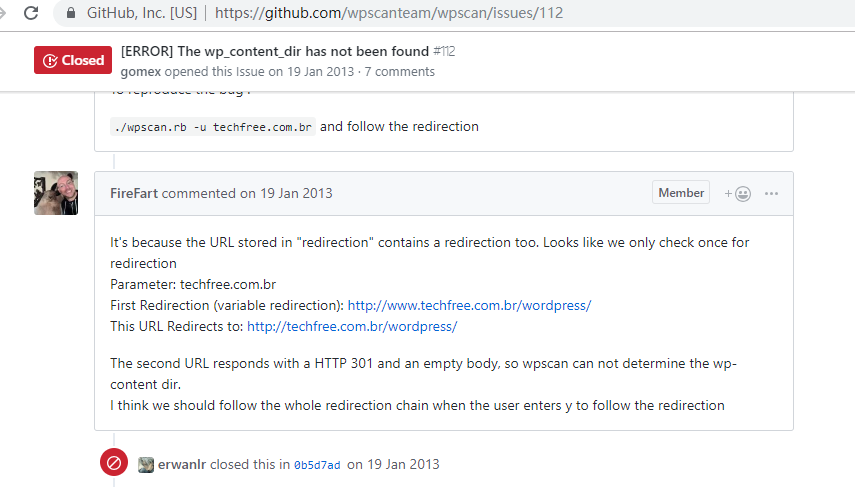 GitHub, Inc. [US] | https://github.com/wpscanteam/wpscan/issues/112
Closed
[ERROR] The wp_content_dir has not been found #112
gomex opened this Issue on 19 Jan 2013 · 7 comments
To reproduce the bug :
./wpscan.rb -u techfree.com.br and follow the redirection
FireFart commented on 19 Jan 2013
Member
It's because the URL stored in "redirection" contains a redirection too. Looks like we only check once for
redirection
Parameter: techfree.com.br
First Redirection (variable redirection): http://www.techfree.com.br/wordpress/
This URL Redirects to: http://techfree.com.br/wordpress/
The second URL responds with a HTTP 301 and an empty body, so wpscan can not determine the wp-
content dir.
I think we should follow the whole redirection chain when the user enters y to follow the redirection
erwanlr closed this in 0b5d7ad on 19 Jan 2013